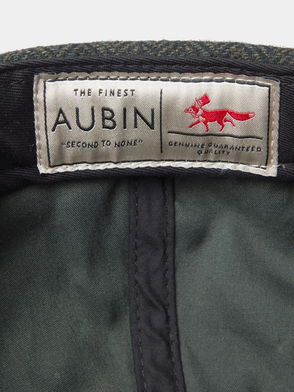 THE FINEST
AUBIN
"SECOND TO NONE"
GENUINE GUARANTEED
QUALITY